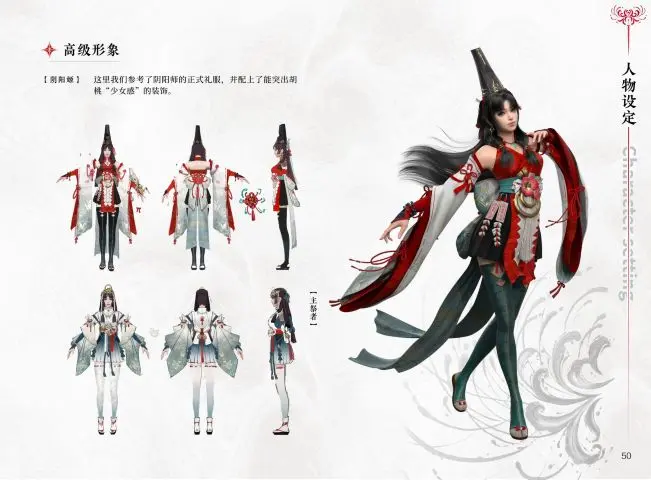 高级形象
【阴阳姬】 这里我们参考了阴阳师的正式礼服，并配上了能突出胡
桃“少女感”的装饰。
【主祭者】
人物设定
Character setting
50